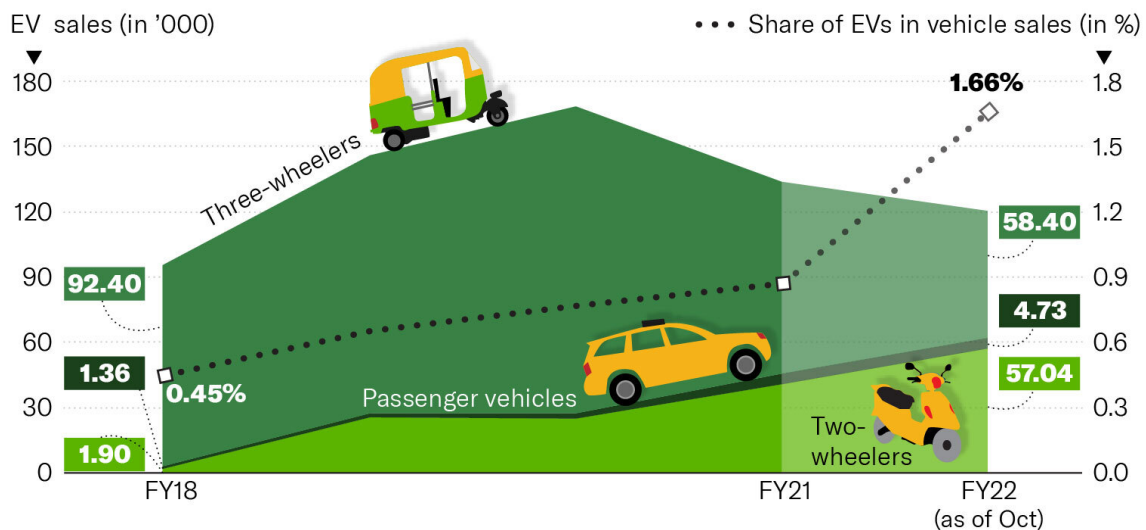 EV sales (in ’000)
••• Share of EVs in vehicle sales (in %)
180
150
120
90
60
30
0
1.8
1.5
1.2
0.9
0.6
0.3
0.0
Three-wheelers
Passenger vehicles
Two-
wheelers
92.40
1.36
1.90
0.45%
1.66%
58.40
4.73
57.04
FY18
FY21
FY22
(as of Oct)